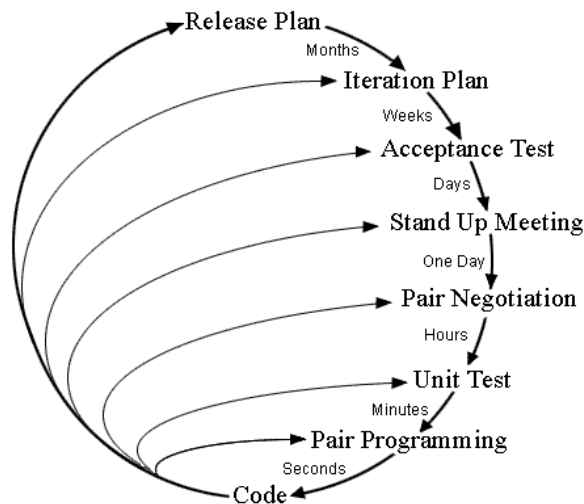 Release Plan
Months
Iteration Plan
Weeks
Acceptance Test
Days
Stand Up Meeting
One Day
Pair Negotiation
Hours
Unit Test
Minutes
Pair Programming
Seconds
Code